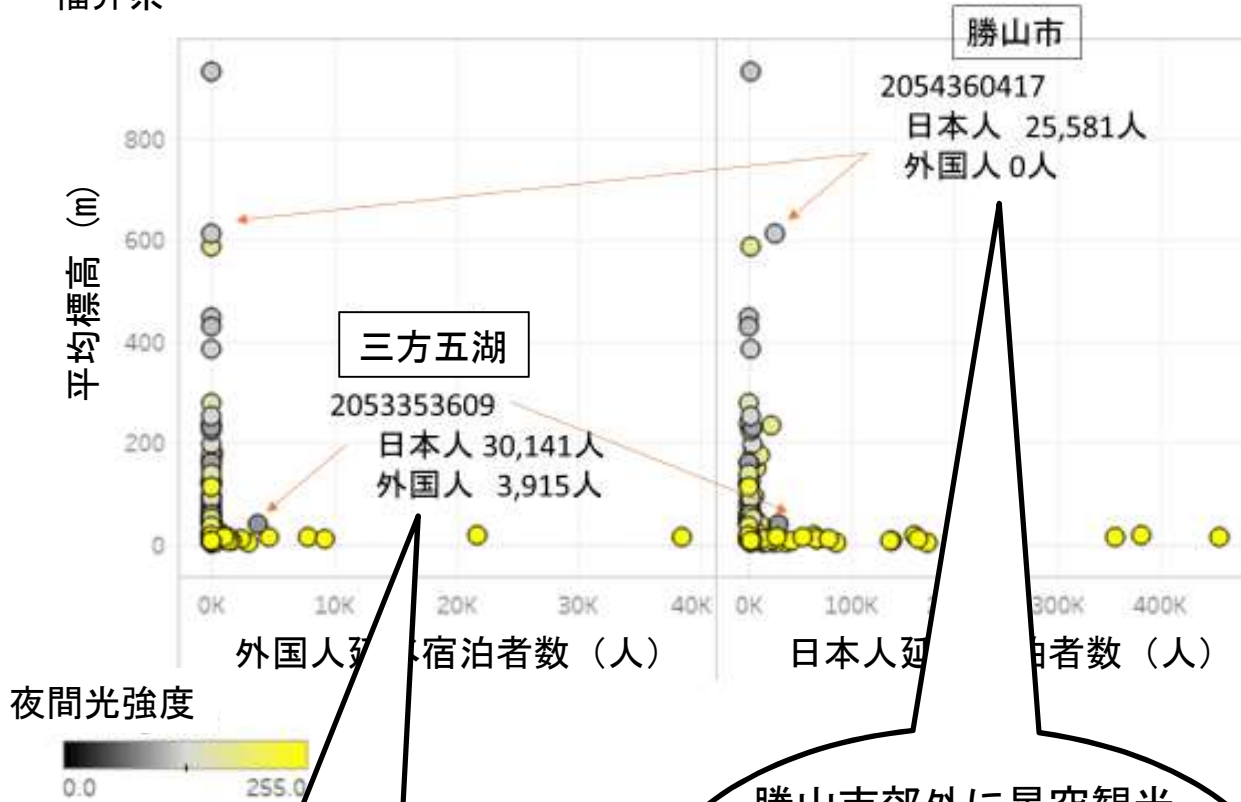 福井県
勝山市
2054360417
日本人 25,581人
外国人 0人
平均標高 (m)
800
600
400
200
0
三方五湖
2053353609
日本人 30,141人
外国人 3,915人
0K 10K 20K 30K 40K 0K 100K 300K 400K
外国人延 宿泊者数（人）
日本人延 者数（人）
夜間光強度
0.0 255.0
勝山市郊外に星空観光